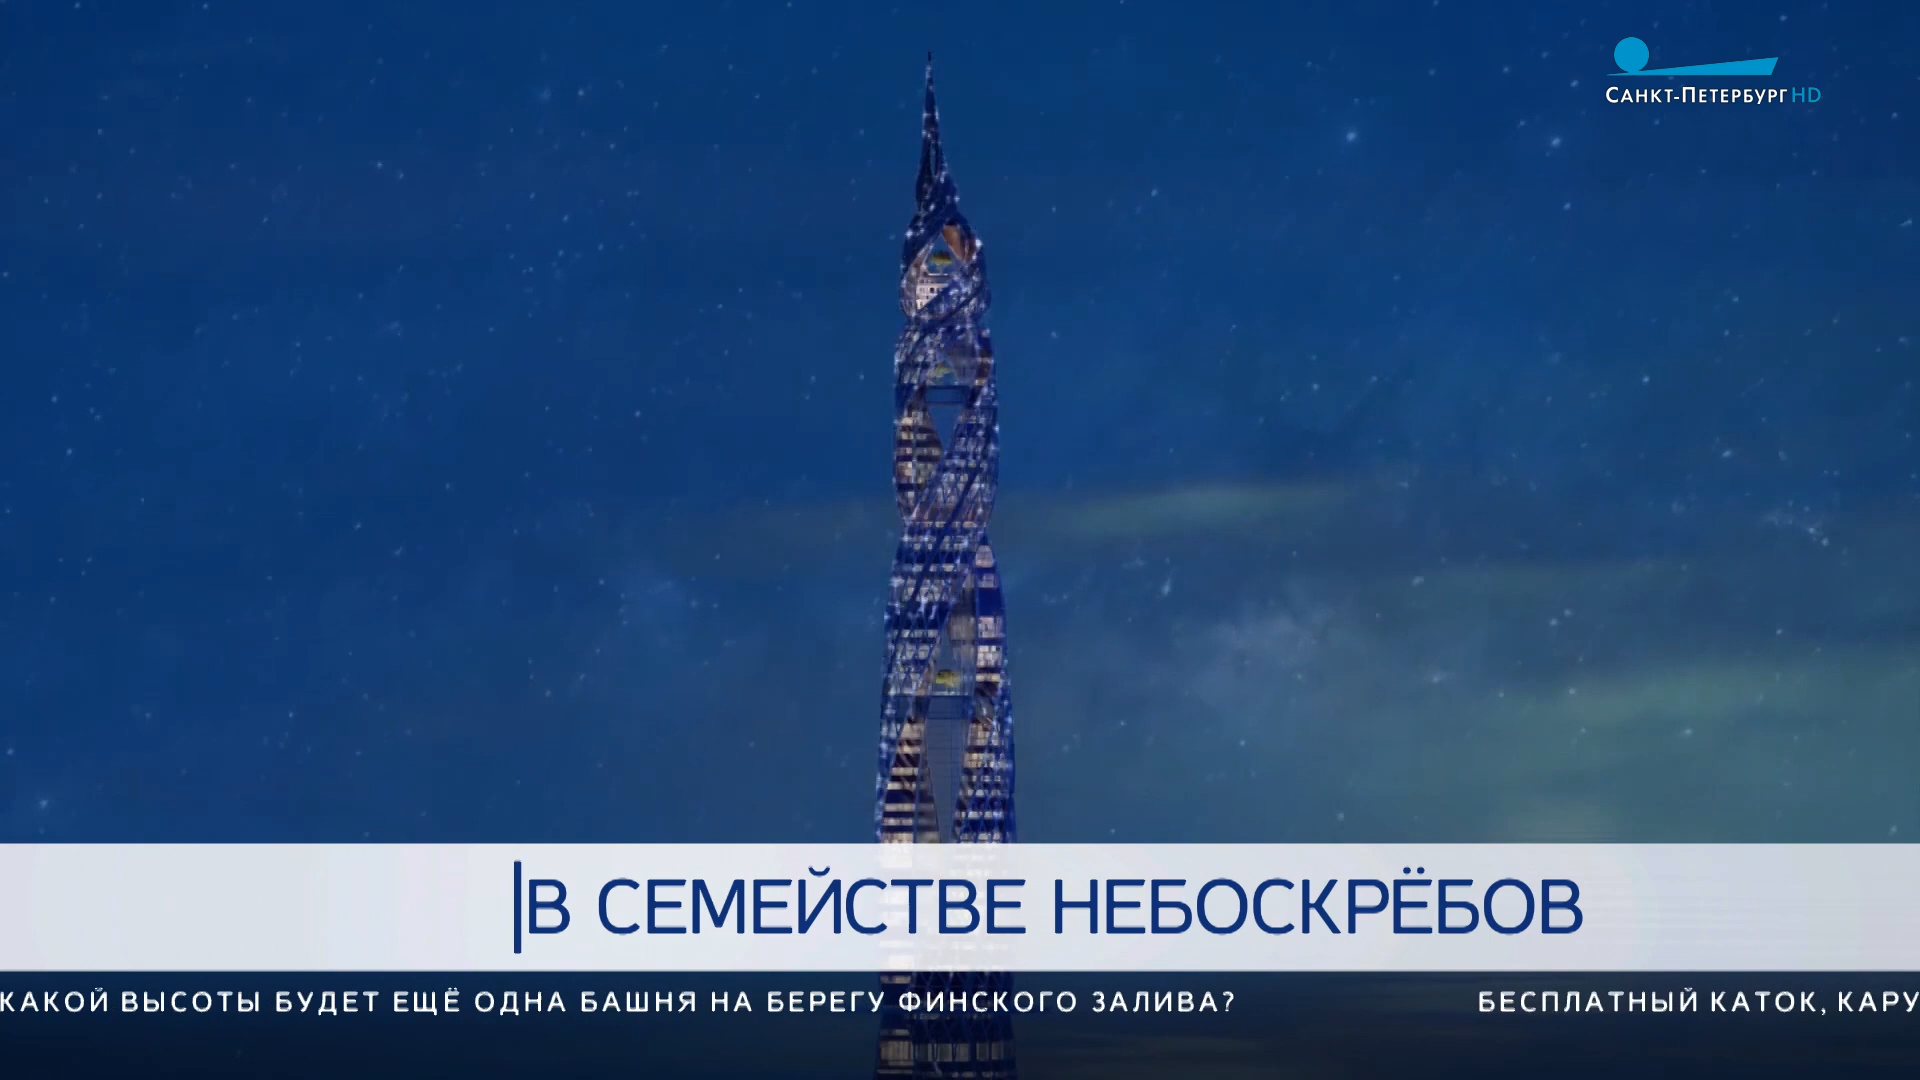 САНКТ-ПЕТЕРБУРГ HD
В СЕМЕЙСТВЕ НЕБОСКРЁБОВ
КАКОЙ ВЫСОТЫ БУДЕТ ЕЩЁ ОДНА БАШНЯ НА БЕРЕГУ ФИНСКОГО ЗАЛИВА? БЕСПЛАТНЫЙ КАТОК, КАРУ